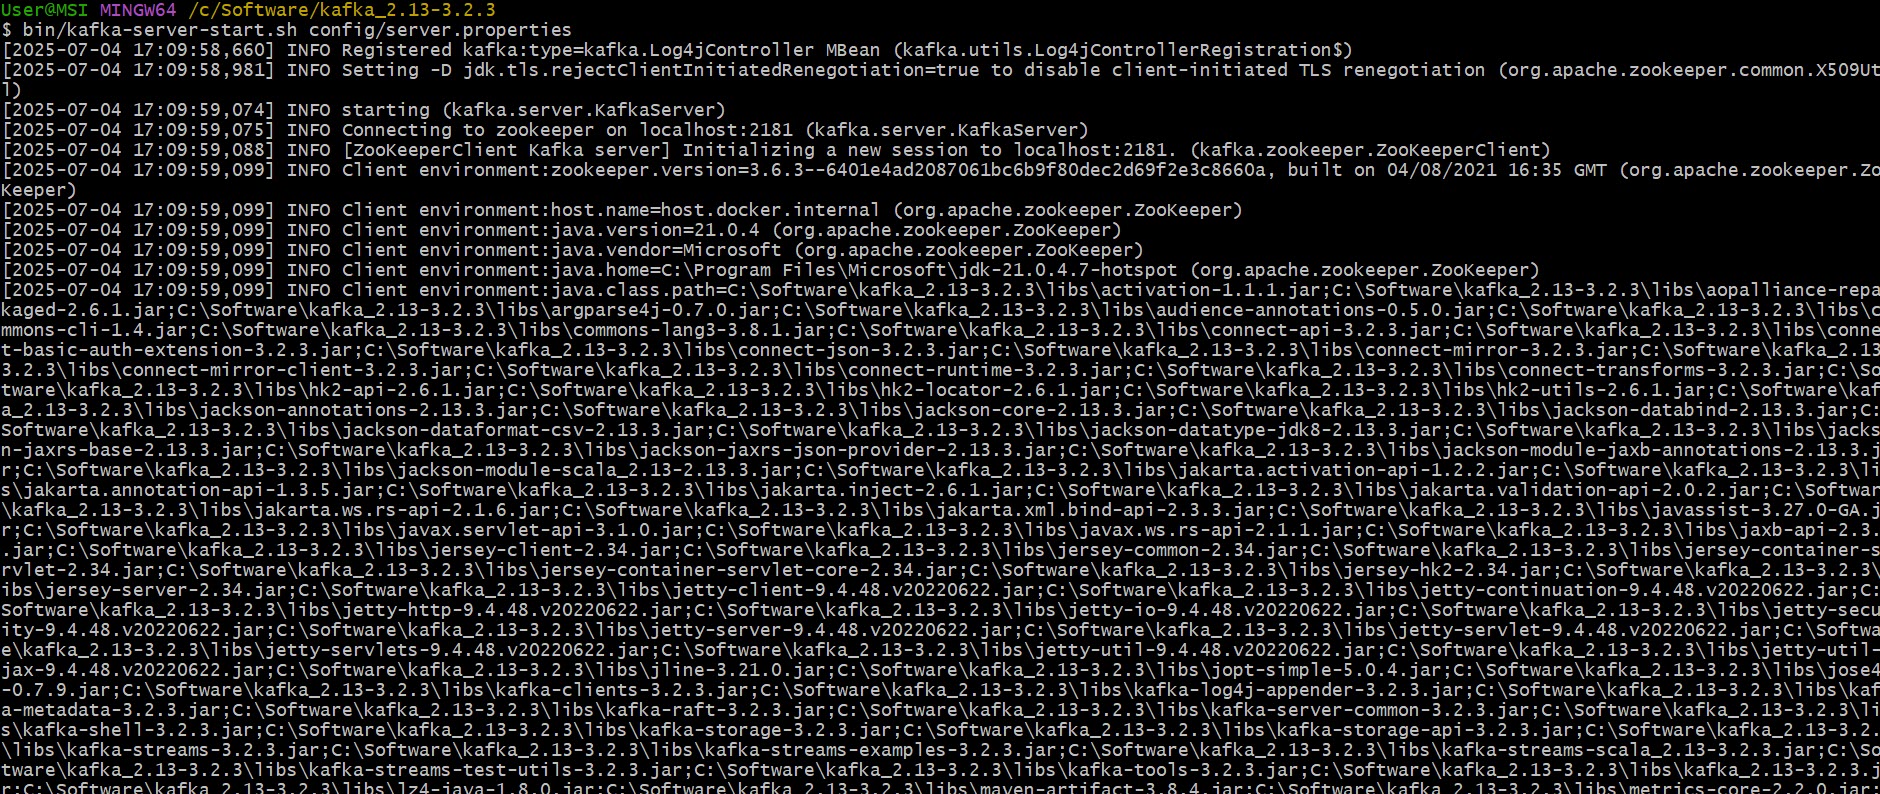 User@MSI MINGW64 /c/Software/kafka_2.13-3.2.3
$ bin/kafka-server-start.sh config/server.properties
[2025-07-04 17:09:58,660] INFO Registered kafka:type=kafka.Log4jController MBean (kafka.utils.Log4jControllerRegistration$)
[2025-07-04 17:09:58,981] INFO Setting -D jdk.tls.rejectClientInitiatedRenegotiation=true to disable client-initiated TLS renegotiation (org.apache.zookeeper.common.X509Ut
l)
[2025-07-04 17:09:59,074] INFO starting (kafka.server.KafkaServer)
[2025-07-04 17:09:59,075] INFO Connecting to zookeeper on localhost:2181 (kafka.server.KafkaServer)
[2025-07-04 17:09:59,088] INFO [ZooKeeperClient Kafka server] Initializing a new session to localhost:2181. (kafka.zookeeper.ZooKeeperClient)
[2025-07-04 17:09:59,099] INFO Client environment:zookeeper.version=3.6.3--6401e4ad2087061bc6b9f80dec2d69f2e3c8660a, built on 04/08/2021 16:35 GMT (org.apache.zookeeper.Zo
Keeper)
[2025-07-04 17:09:59,099] INFO Client environment:host.name=host.docker.internal (org.apache.zookeeper.ZooKeeper)
[2025-07-04 17:09:59,099] INFO Client environment:java.version=21.0.4 (org.apache.zookeeper.ZooKeeper)
[2025-07-04 17:09:59,099] INFO Client environment:java.vendor=Microsoft (org.apache.zookeeper.ZooKeeper)
[2025-07-04 17:09:59,099] INFO Client environment:java.home=C:\Program Files\Microsoft\jdk-21.0.4.7-hotspot (org.apache.zookeeper.ZooKeeper)
[2025-07-04 17:09:59,099] INFO Client environment:java.class.path=C:\Software\kafka_2.13-3.2.3\libs\activation-1.1.1.jar;C:\Software\kafka_2.13-3.2.3\libs\aopalliance-repa
kaged-2.6.1.jar;C:\Software\kafka_2.13-3.2.3\libs\argparse4j-0.7.0.jar;C:\Software\kafka_2.13-3.2.3\libs\audience-annotations-0.5.0.jar;C:\Software\kafka_2.13-3.2.3\libs\c
mmons-cli-1.4.jar;C:\Software\kafka_2.13-3.2.3\libs\commons-lang3-3.8.1.jar;C:\Software\kafka_2.13-3.2.3\libs\connect-api-3.2.3.jar;C:\Software\kafka_2.13-3.2.3\libs\conne
t-basic-auth-extension-3.2.3.jar;C:\Software\kafka_2.13-3.2.3\libs\connect-json-3.2.3.jar;C:\Software\kafka_2.13-3.2.3\libs\connect-mirror-3.2.3.jar;C:\Software\kafka_2.13
3.2.3\libs\connect-mirror-client-3.2.3.jar;C:\Software\kafka_2.13-3.2.3\libs\connect-runtime-3.2.3.jar;C:\Software\kafka_2.13-3.2.3\libs\connect-transforms-3.2.3.jar;C:\So
tware\kafka_2.13-3.2.3\libs\hk2-api-2.6.1.jar;C:\Software\kafka_2.13-3.2.3\libs\hk2-locator-2.6.1.jar;C:\Software\kafka_2.13-3.2.3\libs\hk2-utils-2.6.1.jar;C:\Software\kaf
a_2.13-3.2.3\libs\jackson-annotations-2.13.3.jar;C:\Software\kafka_2.13-3.2.3\libs\jackson-core-2.13.3.jar;C:\Software\kafka_2.13-3.2.3\libs\jackson-databind-2.13.3.jar;C:
Software\kafka_2.13-3.2.3\libs\jackson-dataformat-csv-2.13.3.jar;C:\Software\kafka_2.13-3.2.3\libs\jackson-datatype-jdk8-2.13.3.jar;C:\Software\kafka_2.13-3.2.3\libs\jacks
n-jaxrs-base-2.13.3.jar;C:\Software\kafka_2.13-3.2.3\libs\jackson-jaxrs-json-provider-2.13.3.jar;C:\Software\kafka_2.13-3.2.3\libs\jackson-module-jaxb-annotations-2.13.3.j
r;C:\Software\kafka_2.13-3.2.3\libs\jackson-module-scala_2.13-2.13.3.jar;C:\Software\kafka_2.13-3.2.3\libs\jakarta.activation-api-1.2.2.jar;C:\Software\kafka_2.13-3.2.3\li
s\jakarta.annotation-api-1.3.5.jar;C:\Software\kafka_2.13-3.2.3\libs\jakarta.inject-2.6.1.jar;C:\Software\kafka_2.13-3.2.3\libs\jakarta.validation-api-2.0.2.jar;C:\Softwar
\kafka_2.13-3.2.3\libs\jakarta.ws.rs-api-2.1.6.jar;C:\Software\kafka_2.13-3.2.3\libs\jakarta.xml.bind-api-2.3.3.jar;C:\Software\kafka_2.13-3.2.3\libs\javassist-3.27.0-GA.j
r;C:\Software\kafka_2.13-3.2.3\libs\javax.servlet-api-3.1.0.jar;C:\Software\kafka_2.13-3.2.3\libs\javax.ws.rs-api-2.1.1.jar;C:\Software\kafka_2.13-3.2.3\libs\jaxb-api-2.3.
.jar;C:\Software\kafka_2.13-3.2.3\libs\jersey-client-2.34.jar;C:\Software\kafka_2.13-3.2.3\libs\jersey-common-2.34.jar;C:\Software\kafka_2.13-3.2.3\libs\jersey-container-s
rvlet-2.34.jar;C:\Software\kafka_2.13-3.2.3\libs\jersey-container-servlet-core-2.34.jar;C:\Software\kafka_2.13-3.2.3\libs\jersey-hk2-2.34.jar;C:\Software\kafka_2.13-3.2.3\
ibs\jersey-server-2.34.jar;C:\Software\kafka_2.13-3.2.3\libs\jetty-client-9.4.48.v20220622.jar;C:\Software\kafka_2.13-3.2.3\libs\jetty-continuation-9.4.48.v20220622.jar;C:
Software\kafka_2.13-3.2.3\libs\jetty-http-9.4.48.v20220622.jar;C:\Software\kafka_2.13-3.2.3\libs\jetty-io-9.4.48.v20220622.jar;C:\Software\kafka_2.13-3.2.3\libs\jetty-secu
ity-9.4.48.v20220622.jar;C:\Software\kafka_2.13-3.2.3\libs\jetty-server-9.4.48.v20220622.jar;C:\Software\kafka_2.13-3.2.3\libs\jetty-servlet-9.4.48.v20220622.jar;C:\Softwa
e\kafka_2.13-3.2.3\libs\jetty-servlets-9.4.48.v20220622.jar;C:\Software\kafka_2.13-3.2.3\libs\jetty-util-9.4.48.v20220622.jar;C:\Software\kafka_2.13-3.2.3\libs\jetty-util-
jax-9.4.48.v20220622.jar;C:\Software\kafka_2.13-3.2.3\libs\jline-3.21.0.jar;C:\Software\kafka_2.13-3.2.3\libs\jopt-simple-5.0.4.jar;C:\Software\kafka_2.13-3.2.3\libs\jose4
-0.7.9.jar;C:\Software\kafka_2.13-3.2.3\libs\kafka-clients-3.2.3.jar;C:\Software\kafka_2.13-3.2.3\libs\kafka-log4j-appender-3.2.3.jar;C:\Software\kafka_2.13-3.2.3\libs\kaf
a-metadata-3.2.3.jar;C:\Software\kafka_2.13-3.2.3\libs\kafka-raft-3.2.3.jar;C:\Software\kafka_2.13-3.2.3\libs\kafka-server-common-3.2.3.jar;C:\Software\kafka_2.13-3.2.3\li
s\kafka-shell-3.2.3.jar;C:\Software\kafka_2.13-3.2.3\libs\kafka-storage-3.2.3.jar;C:\Software\kafka_2.13-3.2.3\libs\kafka-storage-api-3.2.3.jar;C:\Software\kafka_2.13-3.2.3
\libs\kafka-streams-3.2.3.jar;C:\Software\kafka_2.13-3.2.3\libs\kafka-streams-examples-3.2.3.jar;C:\Software\kafka_2.13-3.2.3\libs\kafka-streams-scala_2.13-3.2.3.jar;C:\So
tware\kafka_2.13-3.2.3\libs\kafka-streams-test-utils-3.2.3.jar;C:\Software\kafka_2.13-3.2.3\libs\kafka-tools-3.2.3.jar;C:\Software\kafka_2.13-3.2.3\libs\kafka_2.13-3.2.3.j
r;C:\Software\kafka_2.13-3.2.3\libs\lz4-java-1.8.0.jar;C:\Software\kafka_2.13-3.2.3\libs\maven-artifact-3.8.4.jar;C:\Software\kafka_2.13-3.2.3\libs\metrics-core-2.2.0.jar;